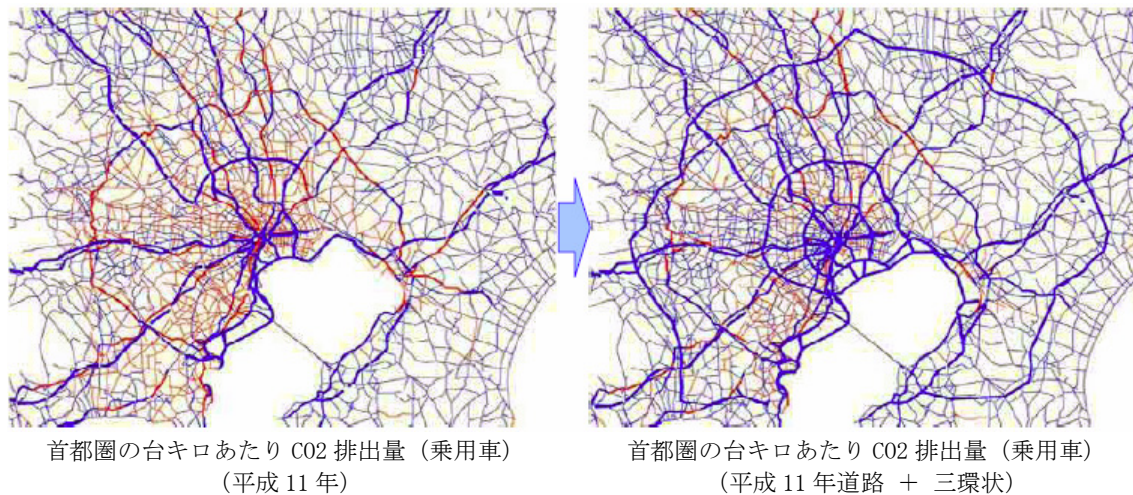 首都圏の台キロあたり CO2 排出量（乗用車）
（平成 11 年）
首都圏の台キロあたり CO2 排出量（乗用車）
（平成 11 年道路 ＋ 三環状）